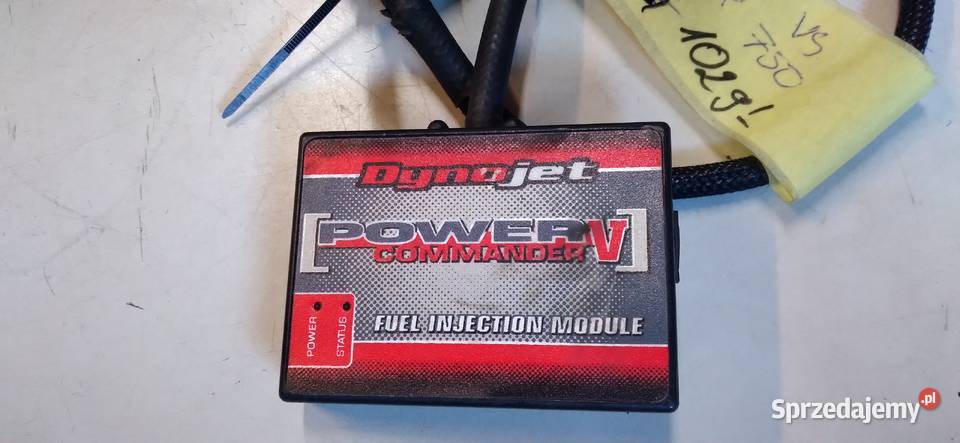 VS
750
1029!
Dynojet
POWER V
COMMANDER
FUEL INJECTION MODULE
POWER
STATUS
Sprzedajemy.pl